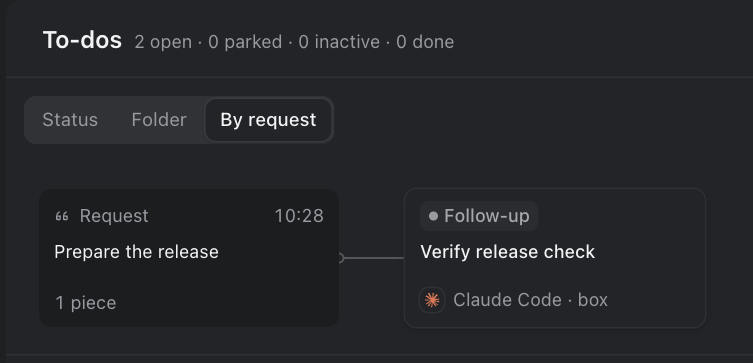 To-dos 2 open · 0 parked · 0 inactive · 0 done
Status Folder By request
Request 10:28
Prepare the release
1 piece
Follow-up
Verify release check
Claude Code · box